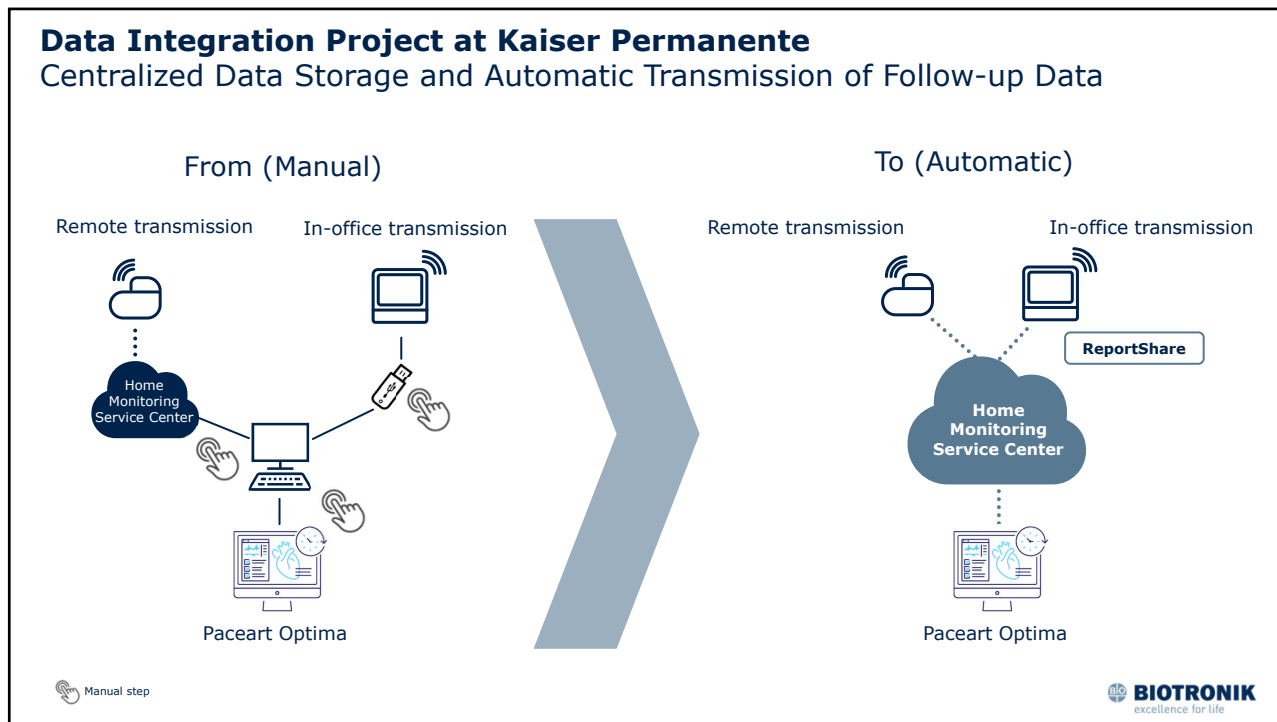 Data Integration Project at Kaiser Permanente
Centralized Data Storage and Automatic Transmission of Follow-up Data
From (Manual)
Remote transmission
In-office transmission
Home
Monitoring
Service Center
Paceart Optima
To (Automatic)
Remote transmission
In-office transmission
ReportShare
Home
Monitoring
Service Center
Paceart Optima
Manual step
BIO
BIOTRONIK
excellence for life